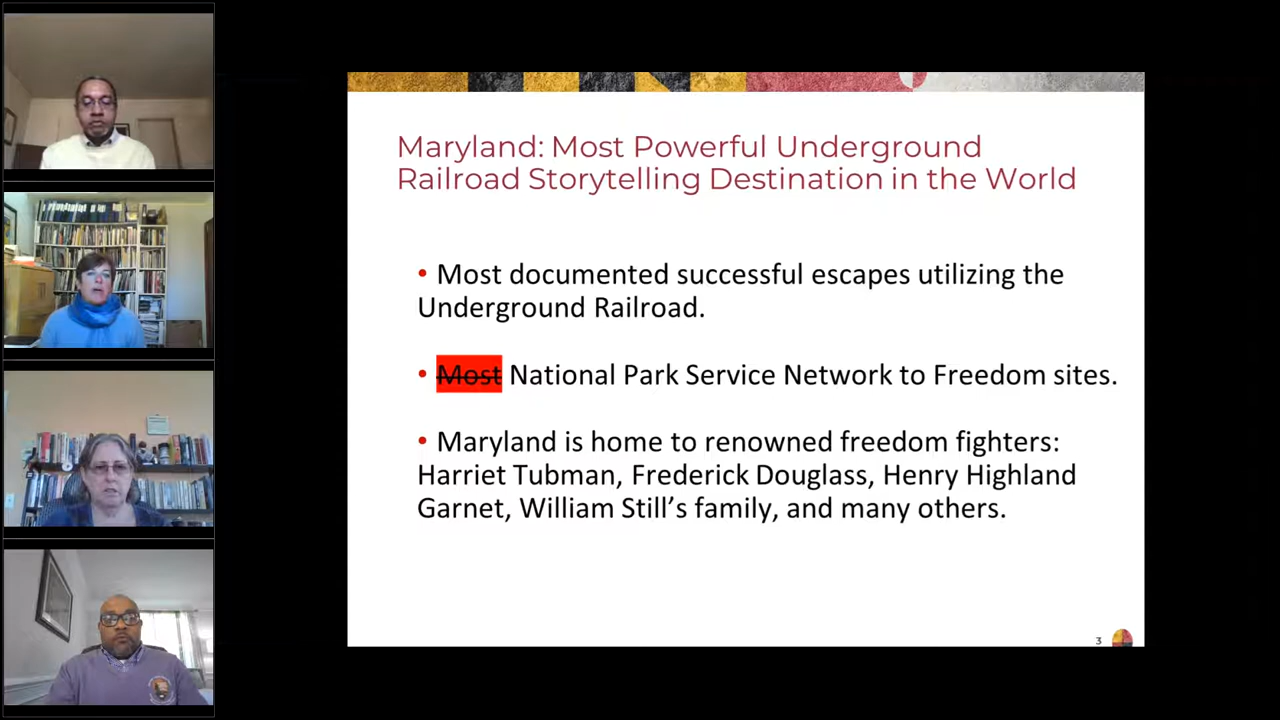 Maryland: Most Powerful Underground
Railroad Storytelling Destination in the World
• Most documented successful escapes utilizing the
Underground Railroad.
• Most National Park Service Network to Freedom sites.
• Maryland is home to renowned freedom fighters:
Harriet Tubman, Frederick Douglass, Henry Highland
Garnet, William Still’s family, and many others.
3